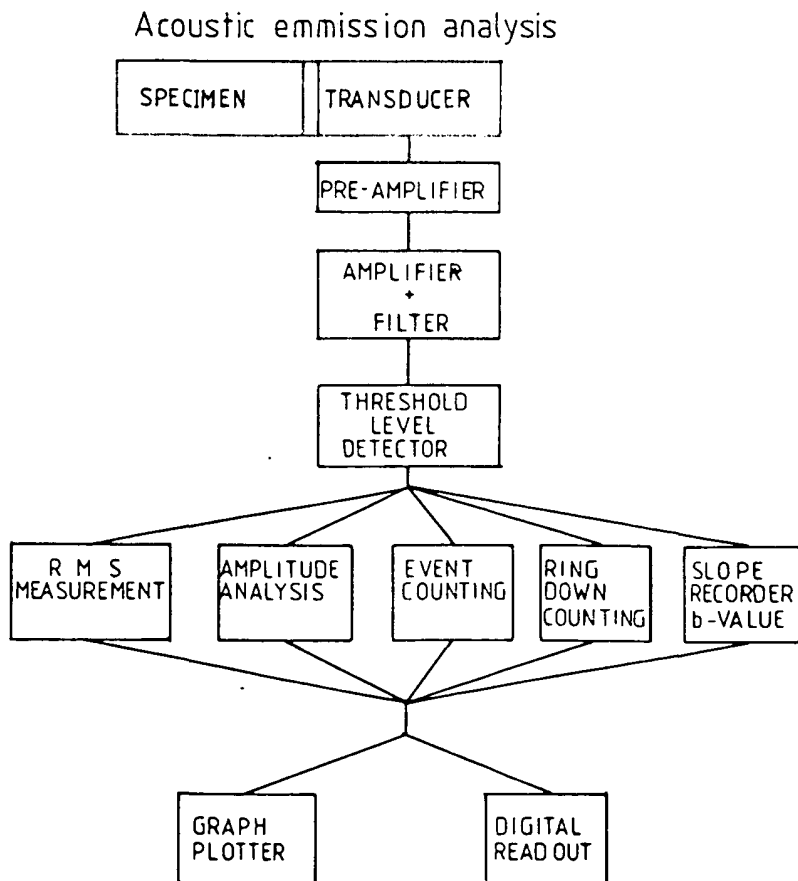 Acoustic emmission analysis
SPECIMEN
TRANSDUCER
PRE-AMPLIFIER
AMPLIFIER
+
FILTER
THRESHOLD
LEVEL
DETECTOR
R M S
MEASUREMENT
AMPLITUDE
ANALYSIS
EVENT
COUNTING
RING
DOWN
COUNTING
SLOPE
RECORDER
b-VALUE
GRAPH
PLOTTER
DIGITAL
READ OUT